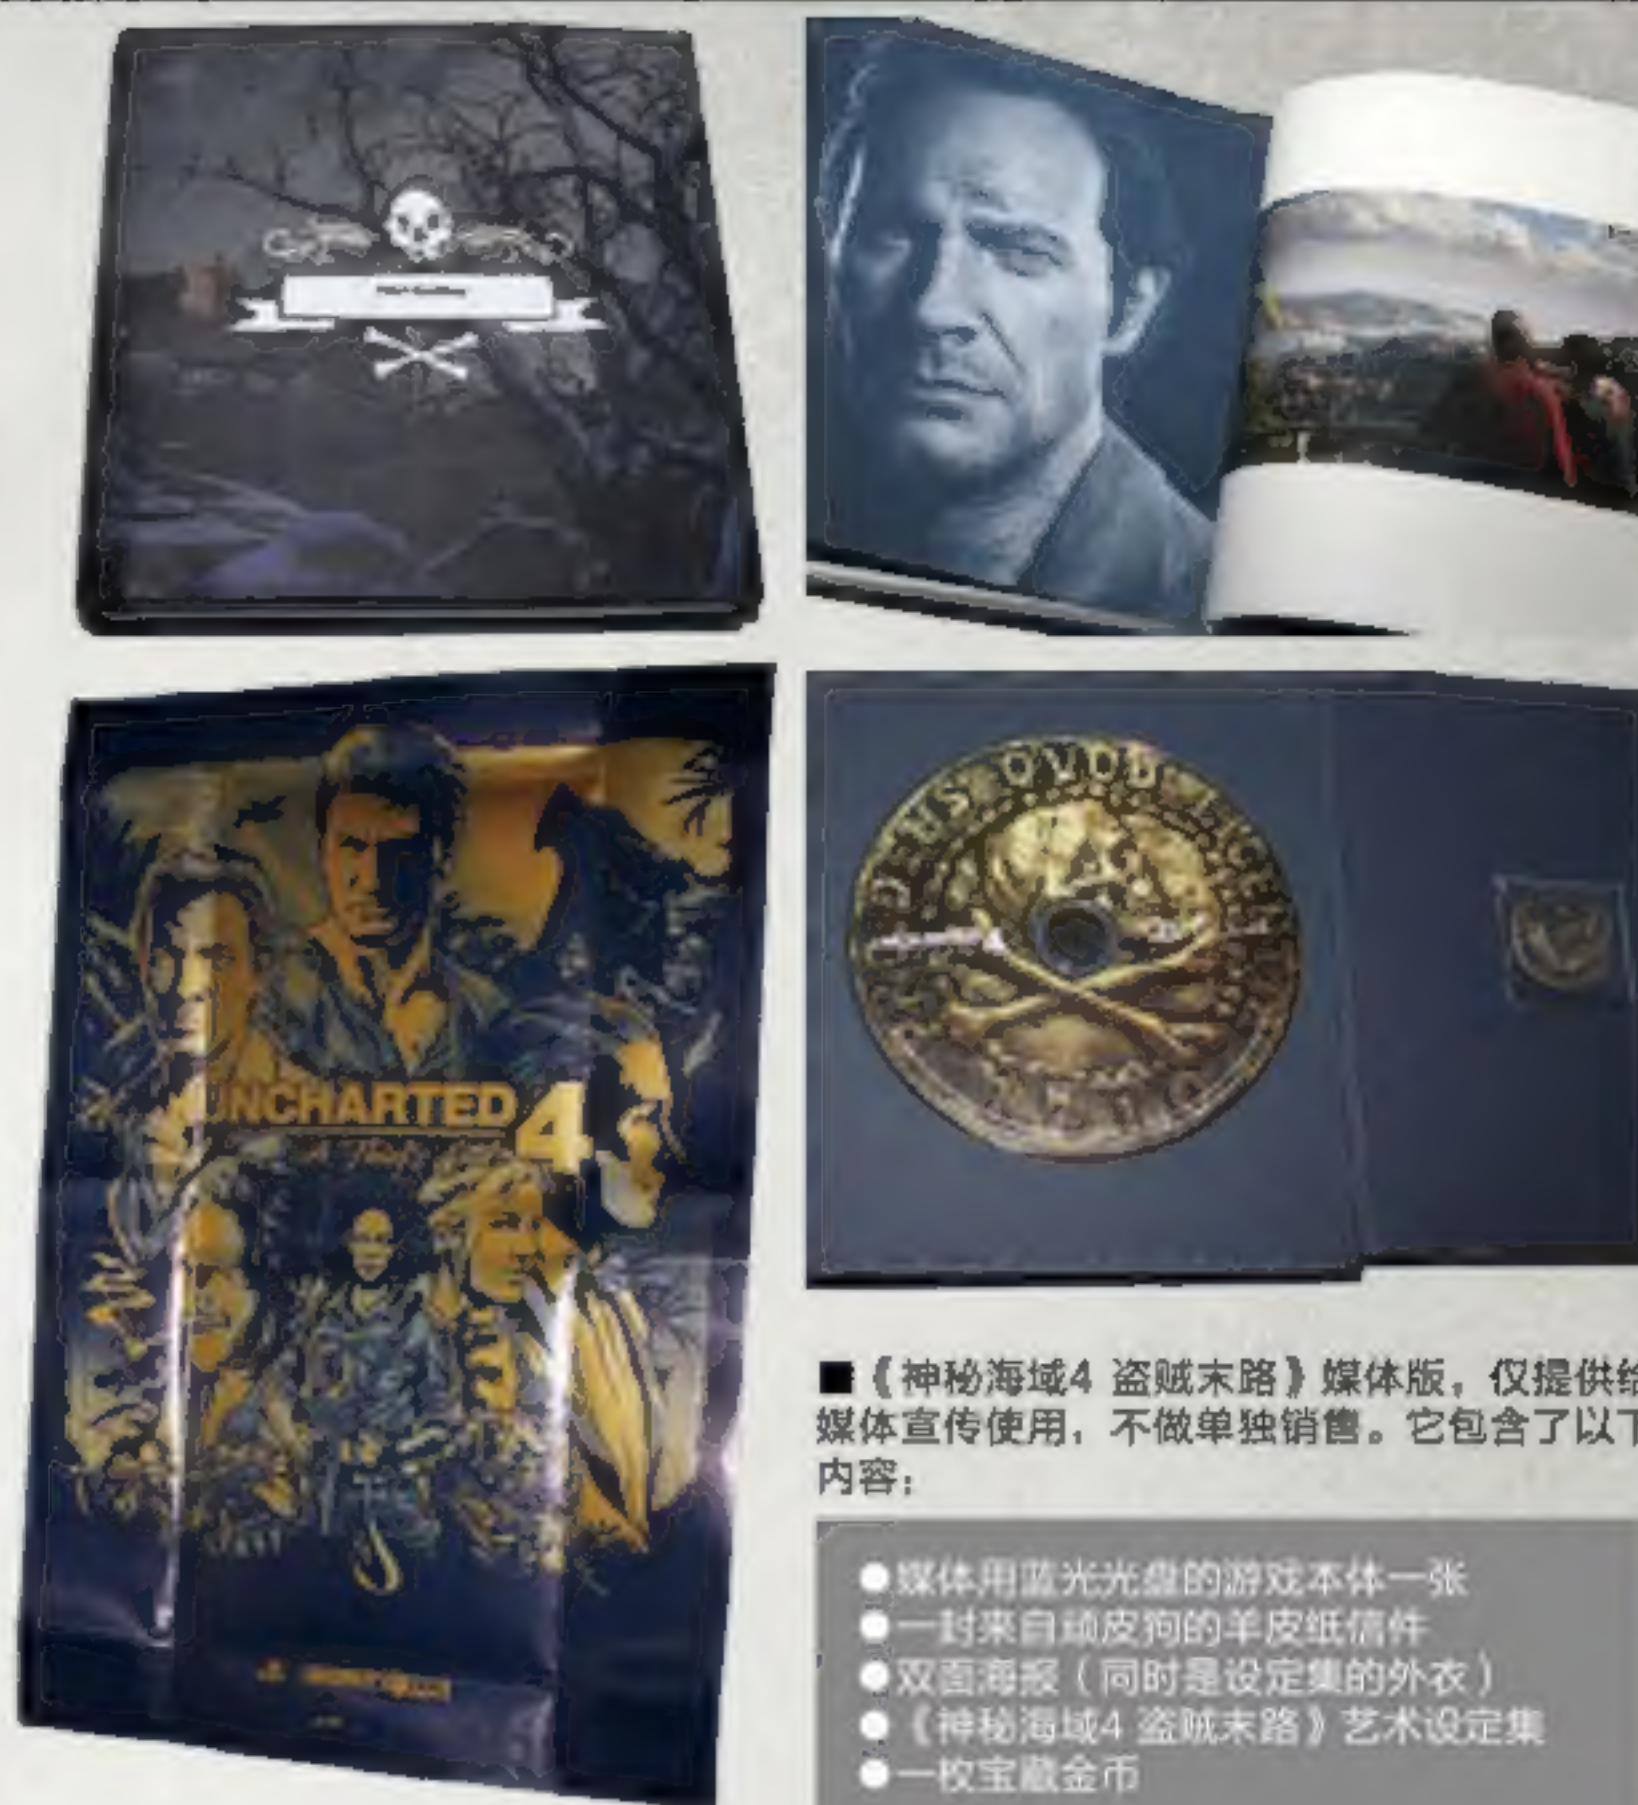 UNCHARTED 4
■《神秘海域4 盗贼末路》媒体版，仅提供给
媒体宣传使用，不做单独销售。它包含了以下
内容：
●媒体用蓝光光盘的游戏本体一张
●一封来自顽皮狗的羊皮纸信件
●双面海报（同时是设定集的外衣）
●《神秘海域4 盗贼末路》艺术设定集
●一枚宝藏金币